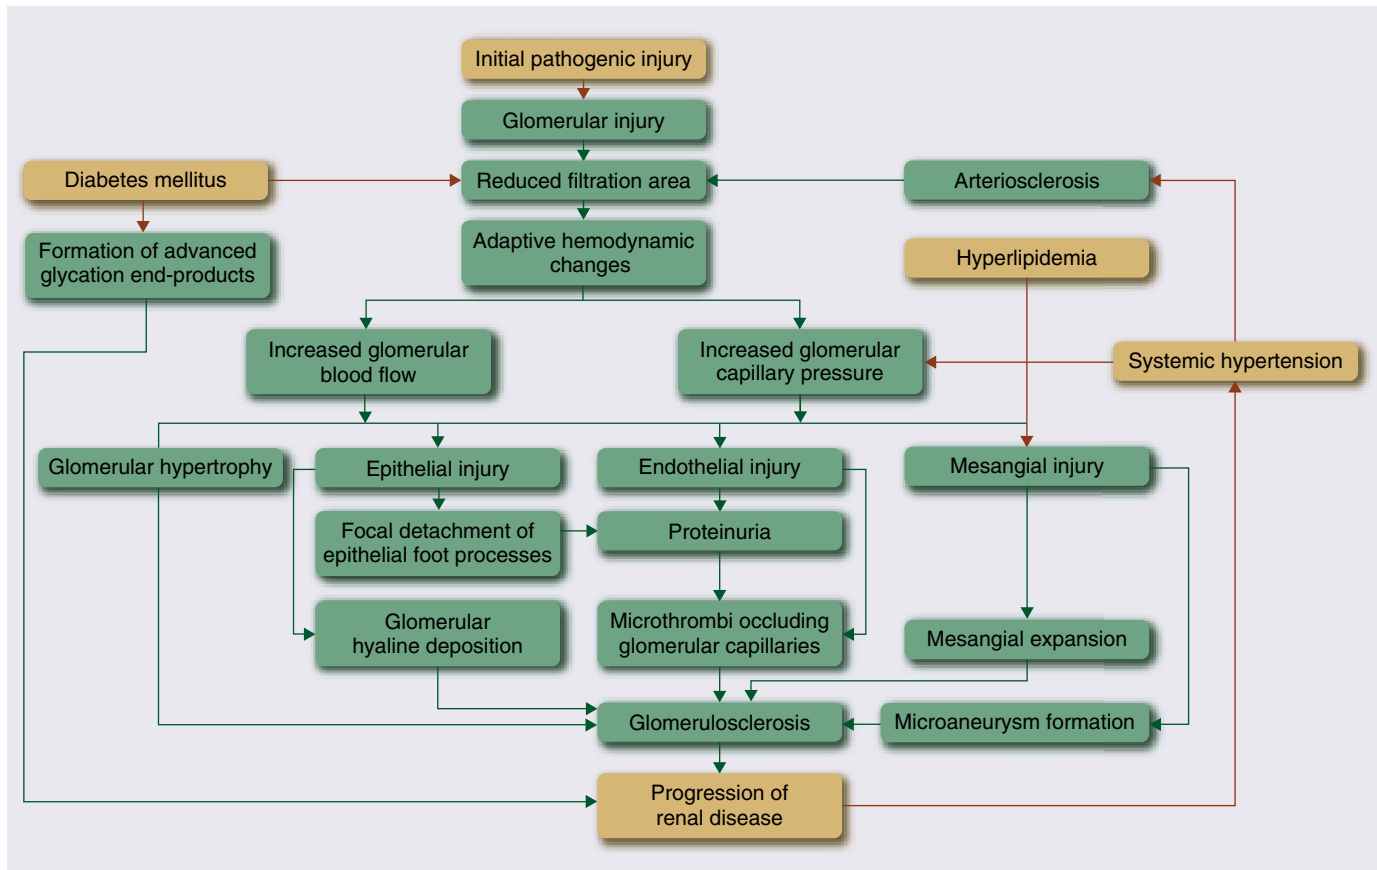 Initial pathogenic injury
Glomerular injury
Diabetes mellitus
Reduced filtration area
Arteriosclerosis
Formation of advanced
glycation end-products
Adaptive hemodynamic
changes
Hyperlipidemia
Increased glomerular
blood flow
Increased glomerular
capillary pressure
Systemic hypertension
Glomerular hypertrophy
Epithelial injury
Endothelial injury
Mesangial injury
Focal detachment of
epithelial foot processes
Proteinuria
Glomerular
hyaline deposition
Microthrombi occluding
glomerular capillaries
Mesangial expansion
Glomerulosclerosis
Microaneurysm formation
Progression of
renal disease